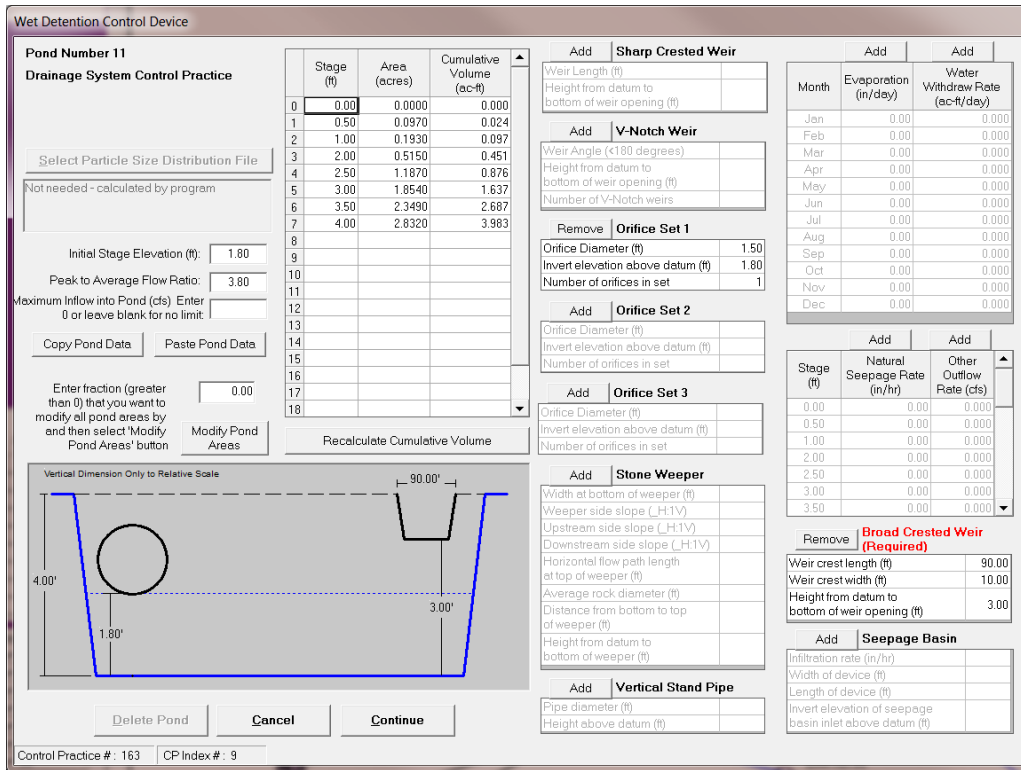 Wet Detention Control Device
Pond Number 11
Drainage System Control Practice
Select Particle Size Distribution File
Not needed - calculated by program
Initial Stage Elevation (ft): 1.80
Peak to Average Flow Ratio: 3.80
Maximum Inflow into Pond (cfs) Enter
0 or leave blank for no limit:
Copy Pond Data Paste Pond Data
Enter fraction (greater
than 0) that you want to
modify all pond areas by
and then select 'Modify
Pond Areas' button
0.00
Modify Pond
Areas
Stage
(ft)
Area
(acres)
Cumulative
Volume
(ac-ft)
0 0.00 0.0000 0.000
1 0.50 0.0970 0.024
2 1.00 0.1930 0.097
3 2.00 0.5150 0.451
4 2.50 1.1870 0.876
5 3.00 1.8540 1.637
6 3.50 2.3490 2.687
7 4.00 2.8320 3.983
8
9
10
11
12
13
14
15
16
17
18
Recalculate Cumulative Volume
Vertical Dimension Only to Relative Scale
90.00'
4.00'
1.80'
3.00'
Delete Pond Cancel Continue
Control Practice # : 163 CP Index # : 9
Add Sharp Crested Weir
Weir Length (ft)
Height from datum to
bottom of weir opening (ft)
Add V-Notch Weir
Weir Angle (<180 degrees)
Height from datum to
bottom of weir opening (ft)
Number of V-Notch weirs
Remove Orifice Set 1
Orifice Diameter (ft) 1.50
Invert elevation above datum (ft) 1.80
Number of orifices in set 1
Add Orifice Set 2
Orifice Diameter (ft)
Invert elevation above datum (ft)
Number of orifices in set
Add Orifice Set 3
Orifice Diameter (ft)
Invert elevation above datum (ft)
Number of orifices in set
Add Stone Weeper
Width at bottom of weeper (ft)
Weeper side slope (_H:1V)
Upstream side slope (_H:1V)
Downstream side slope (_H:1V)
Horizontal flow path length
at top of weeper (ft)
Average rock diameter (ft)
Distance from bottom to top
of weeper (ft)
Height from datum to
bottom of weeper (ft)
Add Vertical Stand Pipe
Pipe diameter (ft)
Height above datum (ft)
Add Add
Month
Evaporation
(in/day)
Water
Withdraw Rate
(ac-ft/day)
Jan 0.00 0.000
Feb 0.00 0.000
Mar 0.00 0.000
Apr 0.00 0.000
May 0.00 0.000
Jun 0.00 0.000
Jul 0.00 0.000
Aug 0.00 0.000
Sep 0.00 0.000
Oct 0.00 0.000
Nov 0.00 0.000
Dec 0.00 0.000
Add Add
Stage
(ft)
Natural
Seepage Rate
(in/hr)
Other
Outflow
Rate (cfs)
0.00 0.00 0.000
0.50 0.00 0.000
1.00 0.00 0.000
2.00 0.00 0.000
2.50 0.00 0.000
3.00 0.00 0.000
3.50 0.00 0.000
Remove Broad Crested Weir
(Required)
Weir crest length (ft) 90.00
Weir crest width (ft) 10.00
Height from datum to
bottom of weir opening (ft) 3.00
Add Seepage Basin
Infiltration rate (in/hr)
Width of device (ft)
Length of device (ft)
Invert elevation of seepage
basin inlet above datum (ft)